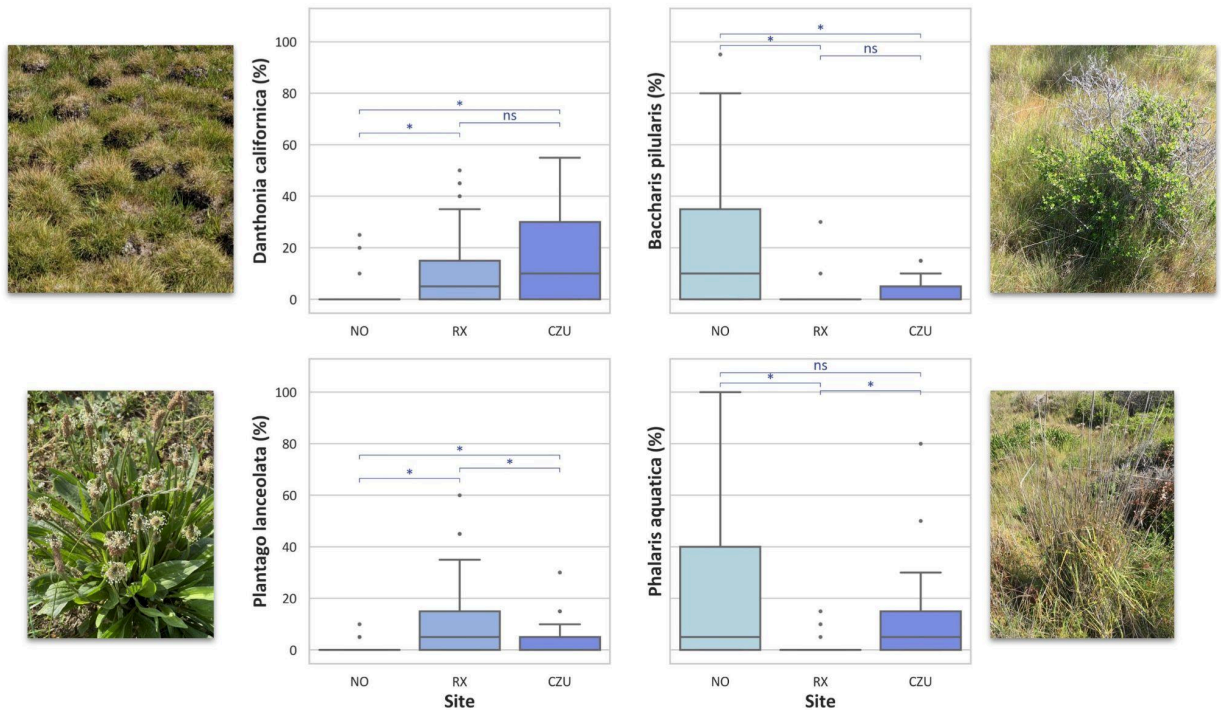 Danthonia californica (%)
100
80
60
40
20
0
*
ns
*
NO RX CZU
Baccharis pilularis (%)
*
*
ns
NO RX CZU
Plantago lanceolata (%)
100
80
60
40
20
0
*
*
*
NO RX CZU
Site
Phalaris aquatica (%)
ns
*
*
NO RX CZU
Site